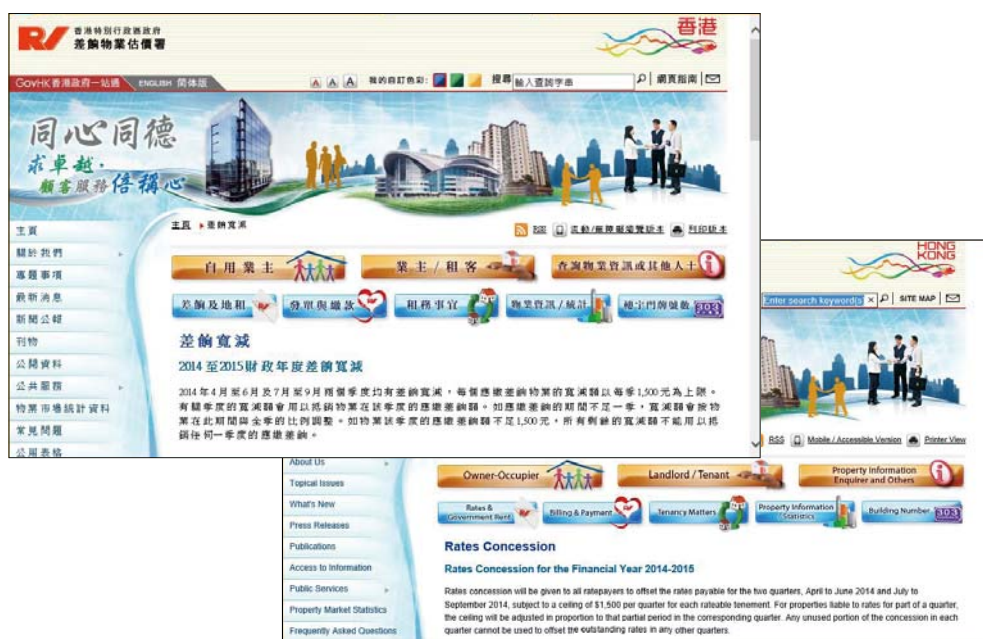 香港特別行政區政府
差餉物業估價署
香港
GovHK香港政府一站通 ENGLISH 简体版
A A A 我的自訂色彩: 搜尋 輸入查詢字串 網頁指南
同心同德
求卓越‧
顧客服務倍稱心
主頁 差餉寬減
RSS 流動/無障礙瀏覽版本 列印版本
主頁
關於我們
專題事項
最新消息
新聞公報
刊物
公開資料
公共服務
物業市場統計資料
常見問題
公用表格
自用業主
業主/租客
查詢物業資訊或其他人士
差餉及地租
發單與繳款
租務事宜
物業資訊/統計
樓宇門牌號數
303
差餉寬減
2014至2015財政年度差餉寬減
2014年4月至6月及7月至9月兩個季度均有差餉寬減,每個應繳差餉物業的寬減額以每季1,500元為上限。
有關季度的寬減額會用以抵銷物業在該季度的應繳差餉額。如應繳差餉的期間不足一季,寬減額會按物
業在此期間與全季的比例調整。如物業該季度的應繳差餉額不足1,500元,所有剩餘的寬減額不能用以抵
銷任何一季度的應繳差餉。
HONG
KONG
Enter search keyword(s) × SITE MAP
RSS Mobile / Accessible Version Printer View
About Us
Topical Issues
What's New
Press Releases
Publications
Access to Information
Public Services
Property Market Statistics
Frequently Asked Questions
Owner-Occupier
Landlord / Tenant
Property Information
Enquirer and Others
Rates &
Government Rent
Billing & Payment
Tenancy Matters
Property Information
/Statistics
Building Number
303
Rates Concession
Rates Concession for the Financial Year 2014-2015
Rates concession will be given to all ratepayers to offset the rates payable for the two quarters, April to June 2014 and July to
September 2014, subject to a ceiling of $1,500 per quarter for each rateable tenement. For properties liable to rates for part of a quarter,
the ceiling will be adjusted in proportion to that partial period in the corresponding quarter. Any unused portion of the concession in each
quarter cannot be used to offset the outstanding rates in any other quarters.